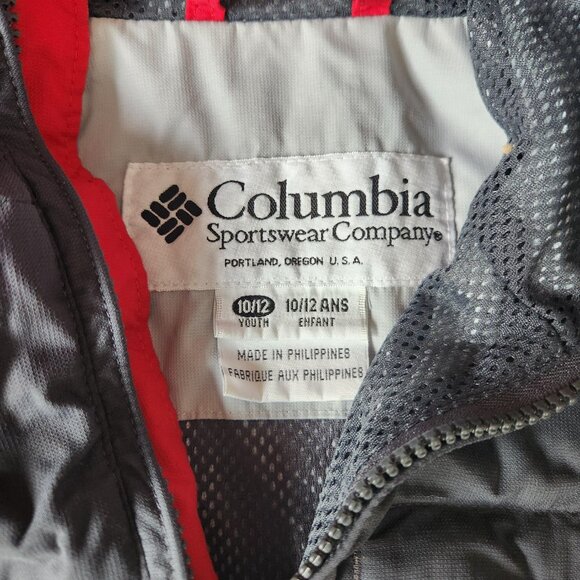 Columbia
Sportswear Company®
PORTLAND, OREGON U.S.A.
10/12 10/12 ANS
YOUTH ENFANT
MADE IN PHILIPPINES
FABRIQUE AUX PHILIPPINES